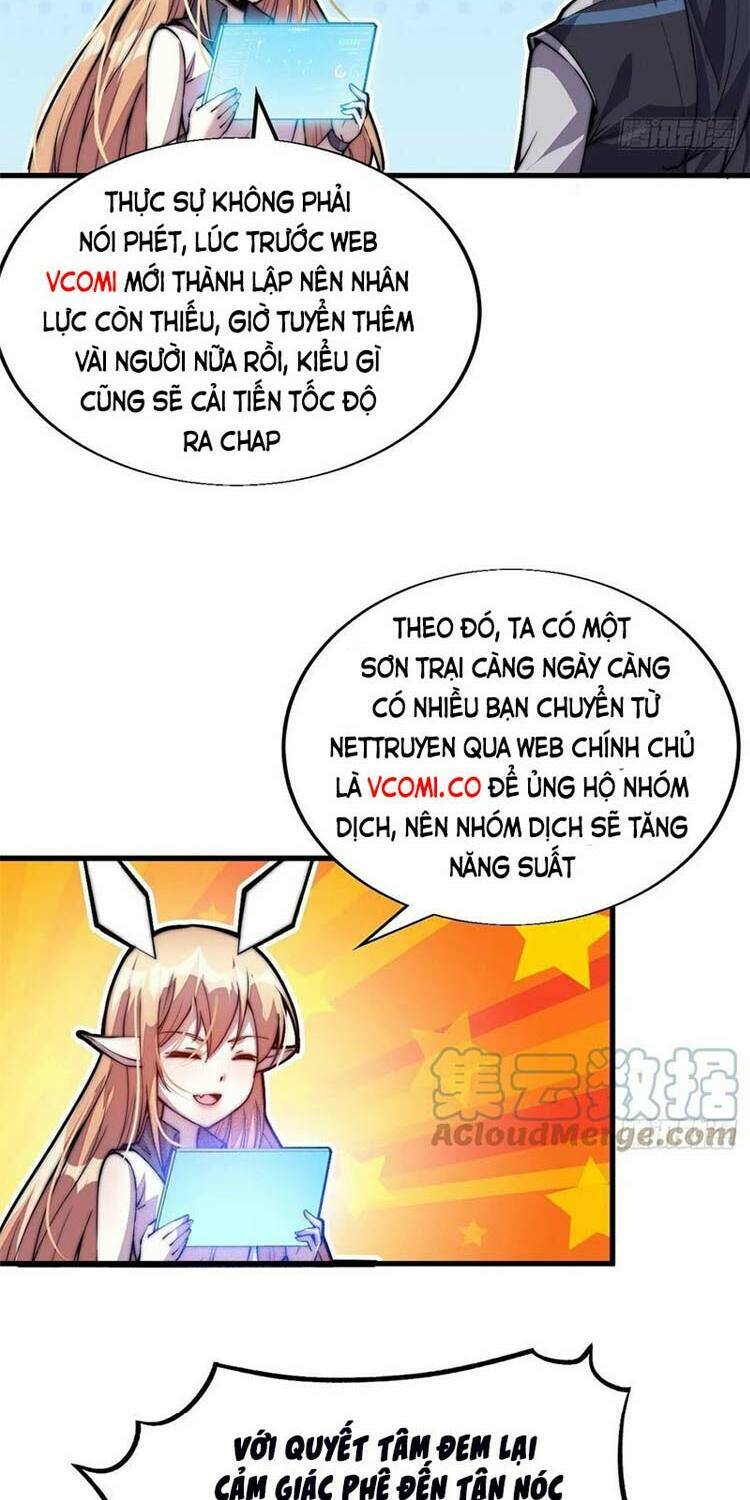 腾讯动漫
THỰC SỰ KHÔNG PHẢI
NÓI PHÉT, LÚC TRƯỚC WEB
VCOMI MỚI THÀNH LẬP NÊN NHÂN
LỰC CÒN THIẾU, GIỜ TUYỂN THÊM
VÀI NGƯỜI NỮA RỒI, KIỂU GÌ
CŨNG SẼ CẢI TIẾN TỐC ĐỘ
RA CHAP
THEO ĐÓ, TA CÓ MỘT
SƠN TRẠI CÀNG NGÀY CÀNG
CÓ NHIỀU BẠN CHUYỂN TỪ
NETTRUYEN QUA WEB CHÍNH CHỦ
LÀ VCOMI.CO ĐỂ ỦNG HỘ NHÓM
DỊCH, NÊN NHÓM DỊCH SẼ TĂNG
NĂNG SUẤT
集云数据
ACloudMerge.com
VỚI QUYẾT TÂM ĐEM LẠI
CẢM GIÁC PHÊ ĐẾN TẬN NÓC